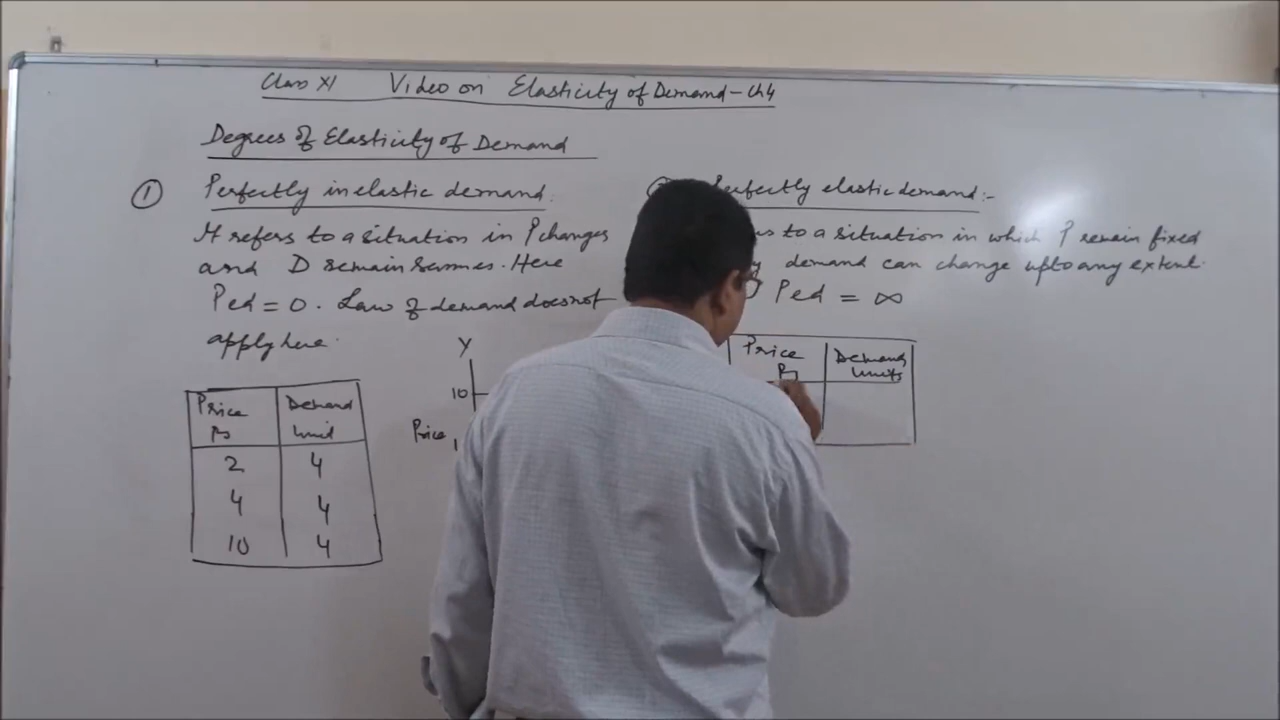 Class XI Video on Elasticity of Demand - Ch4
Degrees of Elasticity of Demand
① Perfectly inelastic demand.
It refers to a situation in P changes
and D remain sames. Here
Ped = 0. Law of demand does not
apply here.
Price Demand
Rs Unit
2 4
4 4
10 4
Y
10
Price
Perfectly elastic demand:-
to a situation in which P remain fixed
demand can change upto any extent.
Ped = ∞
Price Demand
Rs Units